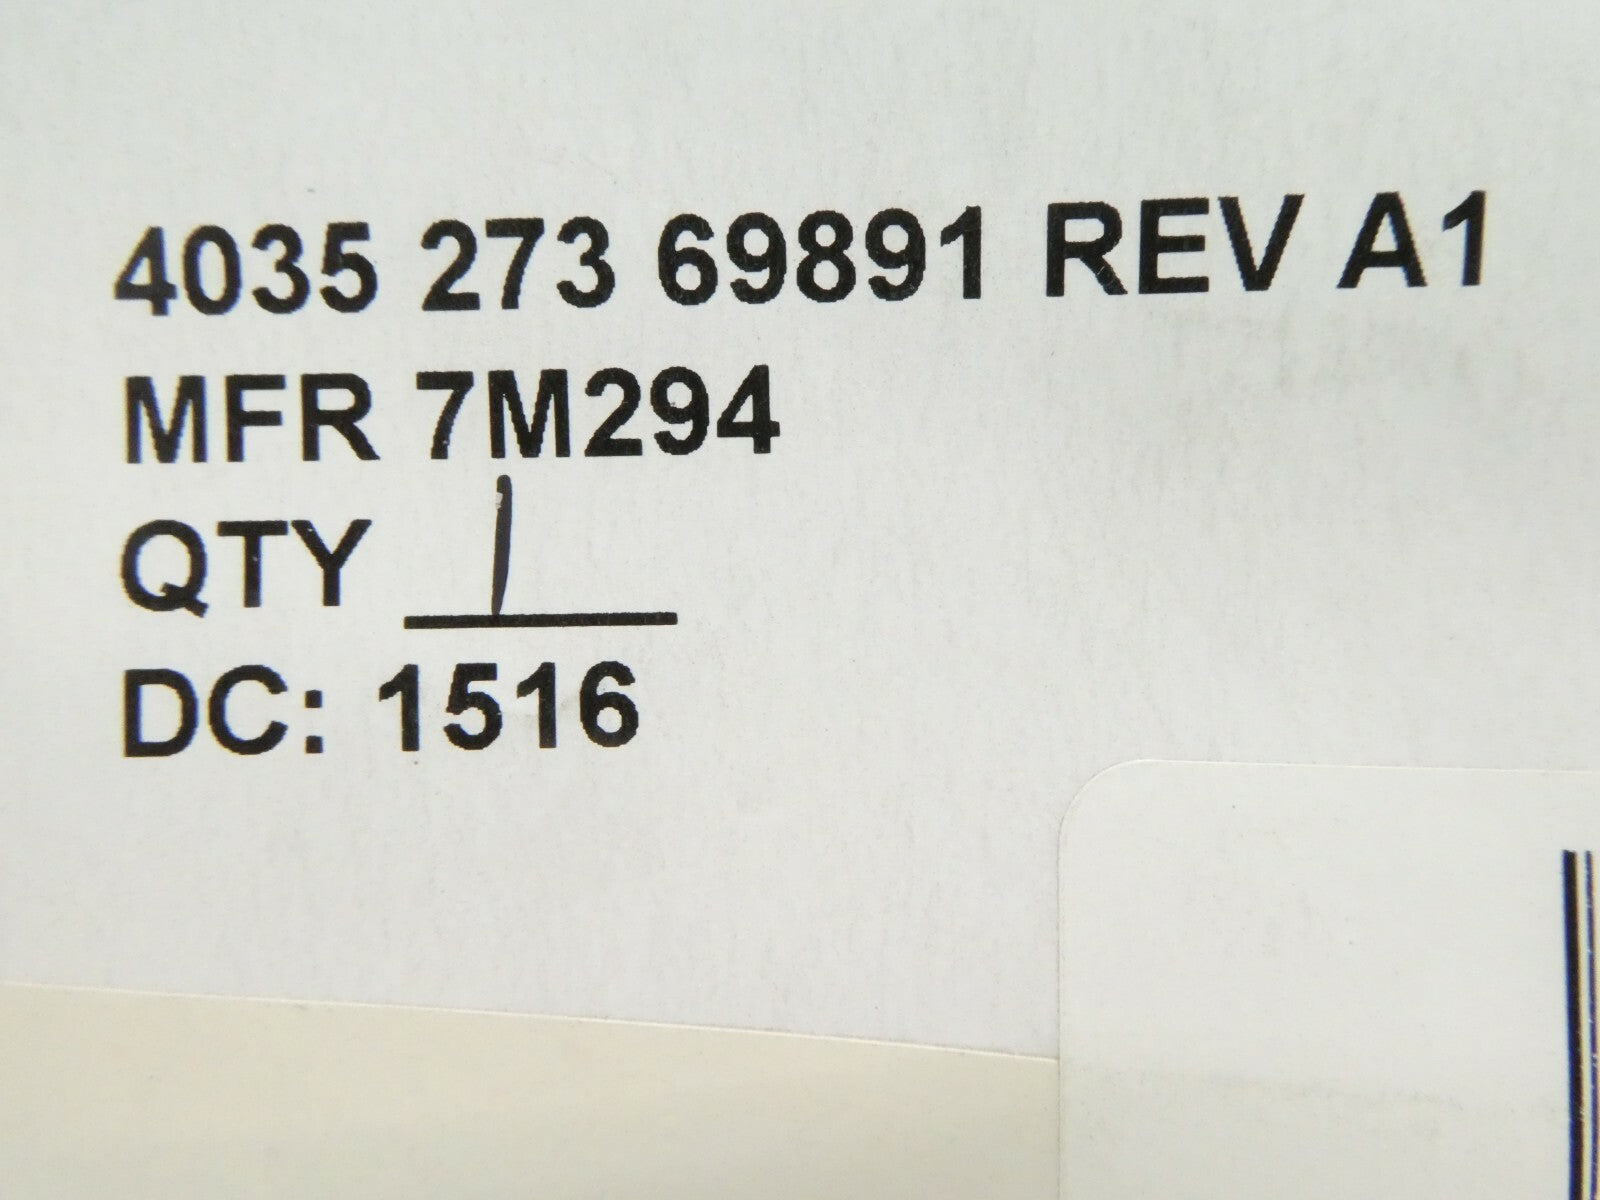 4035 273 69891 REV A1
MFR 7M294
QTY 1
DC: 1516